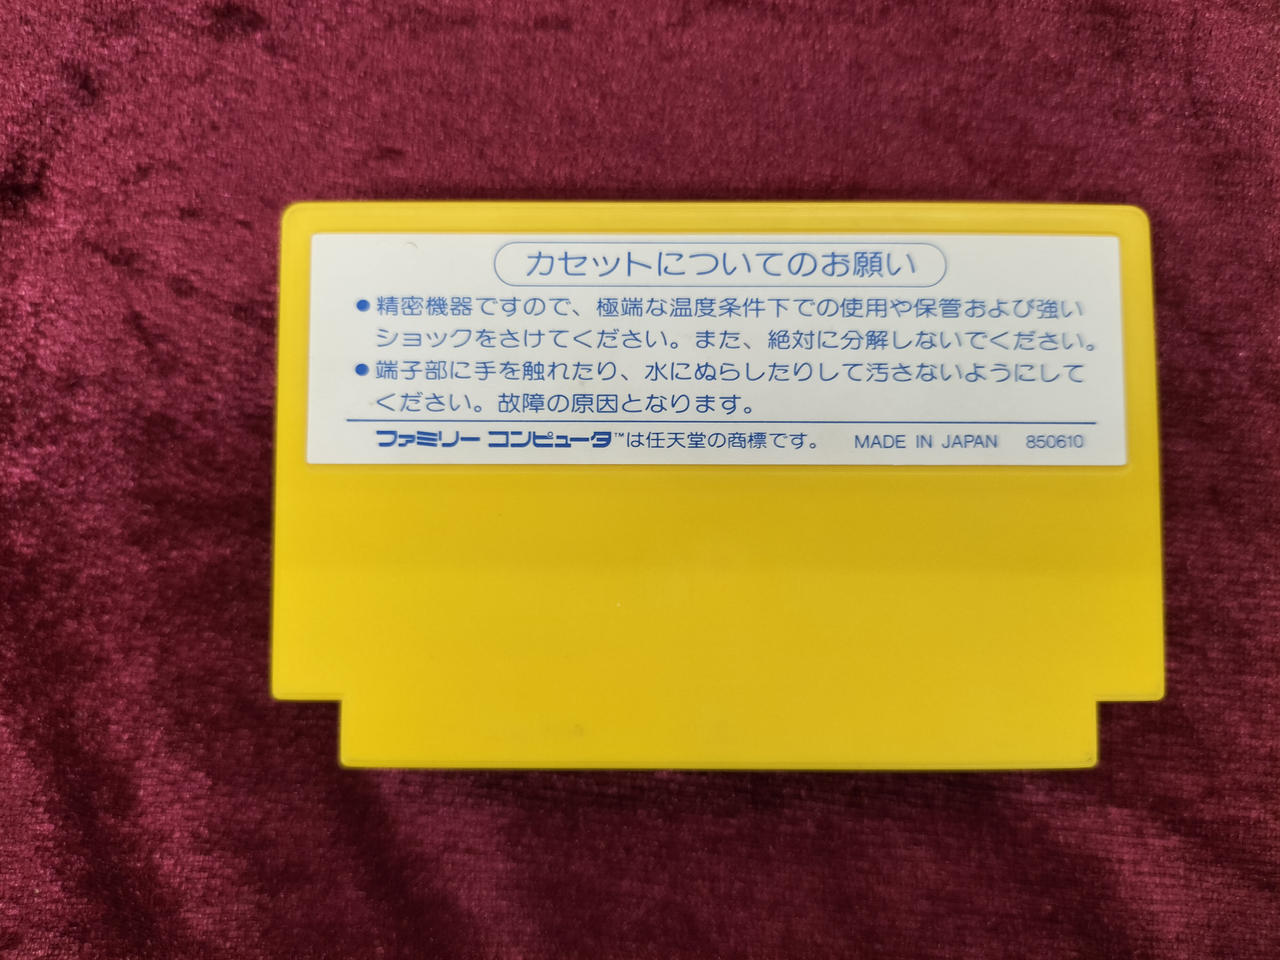 カセットについてのお願い
●精密機器ですので、極端な温度条件下での使用や保管および強い
ショックをさけてください。また、絶対に分解しないでください。
●端子部に手を触れたり、水にぬらしたりして汚さないようにして
ください。故障の原因となります。
ファミリー コンピュータ™は任天堂の商標です。 MADE IN JAPAN 850610